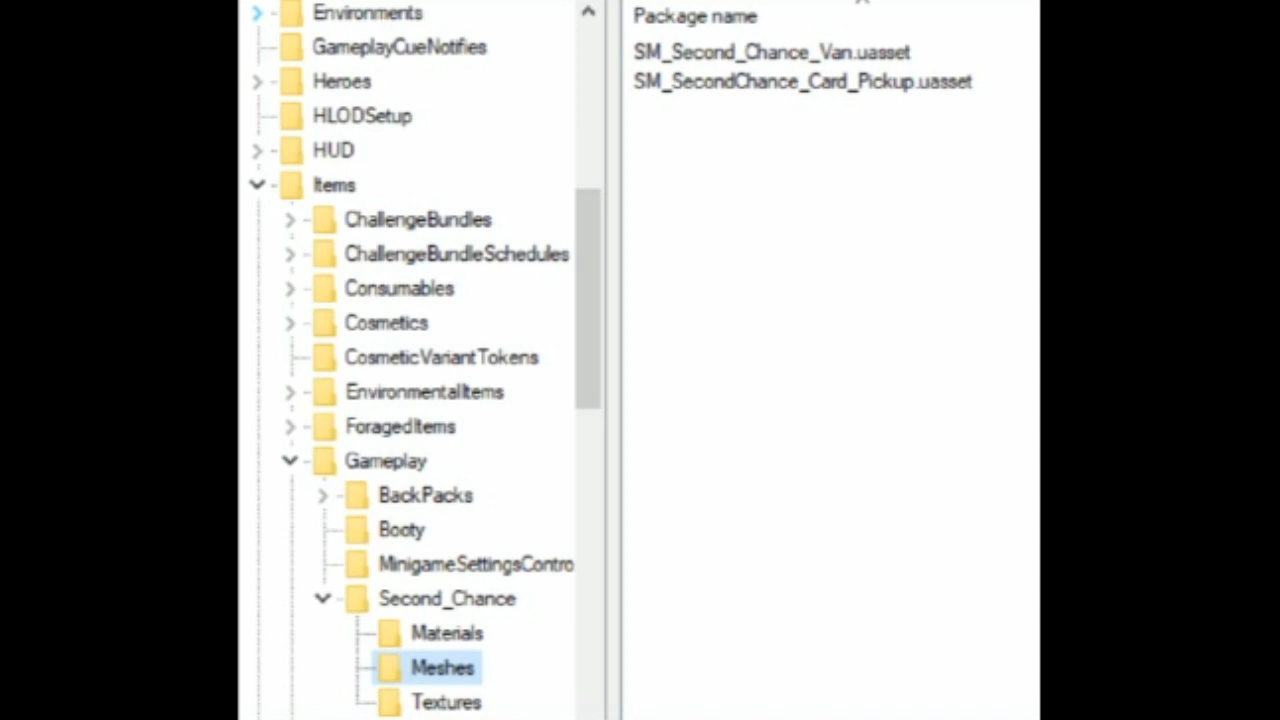 Environments
GameplayCueNotifies
Heroes
HLODSetup
HUD
Items
ChallengeBundles
ChallengeBundleSchedules
Consumables
Cosmetics
CosmeticVariantTokens
EnvironmentalItems
ForagedItems
Gameplay
BackPacks
Booty
MinigameSettingsContro
Second_Chance
Materials
Meshes
Textures
Package name
SM_Second_Chance_Van.uasset
SM_SecondChance_Card_Pickup.uasset